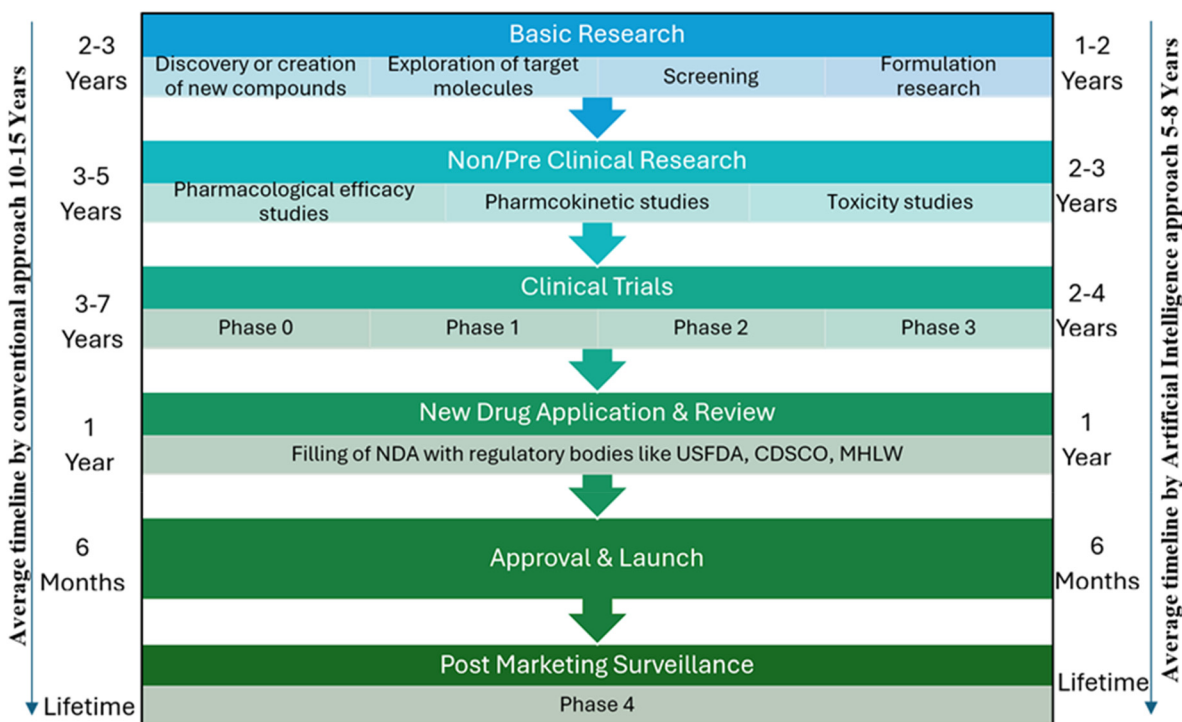 Average timeline by conventional approach 10-15 Years
Average timeline by Artificial Intelligence approach 5-8 Years
2-3
Years
Basic Research
1-2
Years
Discovery or creation
of new compounds
Exploration of target
molecules
Screening
Formulation
research
3-5
Years
Non/Pre Clinical Research
2-3
Years
Pharmacological efficacy
studies
Pharmcokinetic studies
Toxicity studies
3-7
Years
Clinical Trials
2-4
Years
Phase 0
Phase 1
Phase 2
Phase 3
1
Year
New Drug Application & Review
1
Year
Filling of NDA with regulatory bodies like USFDA, CDSCO, MHLW
6
Months
Approval & Launch
6
Months
Post Marketing Surveillance
Lifetime
Phase 4
Lifetime